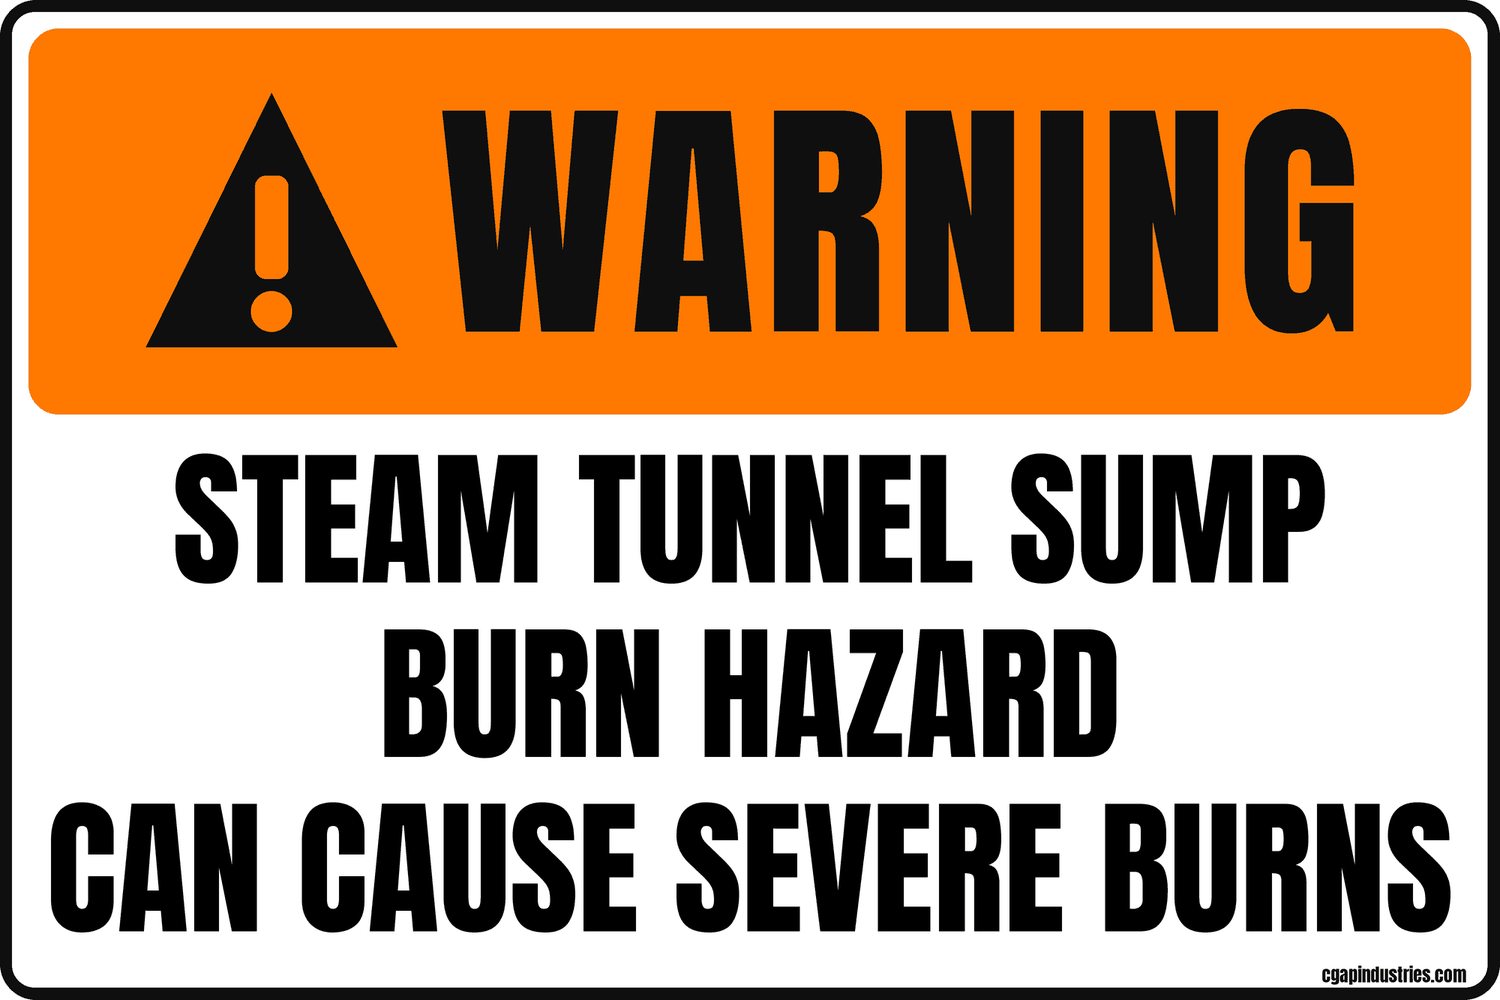 WARNING
STEAM TUNNEL SUMP
BURN HAZARD
CAN CAUSE SEVERE BURNS
cgapindustries.com